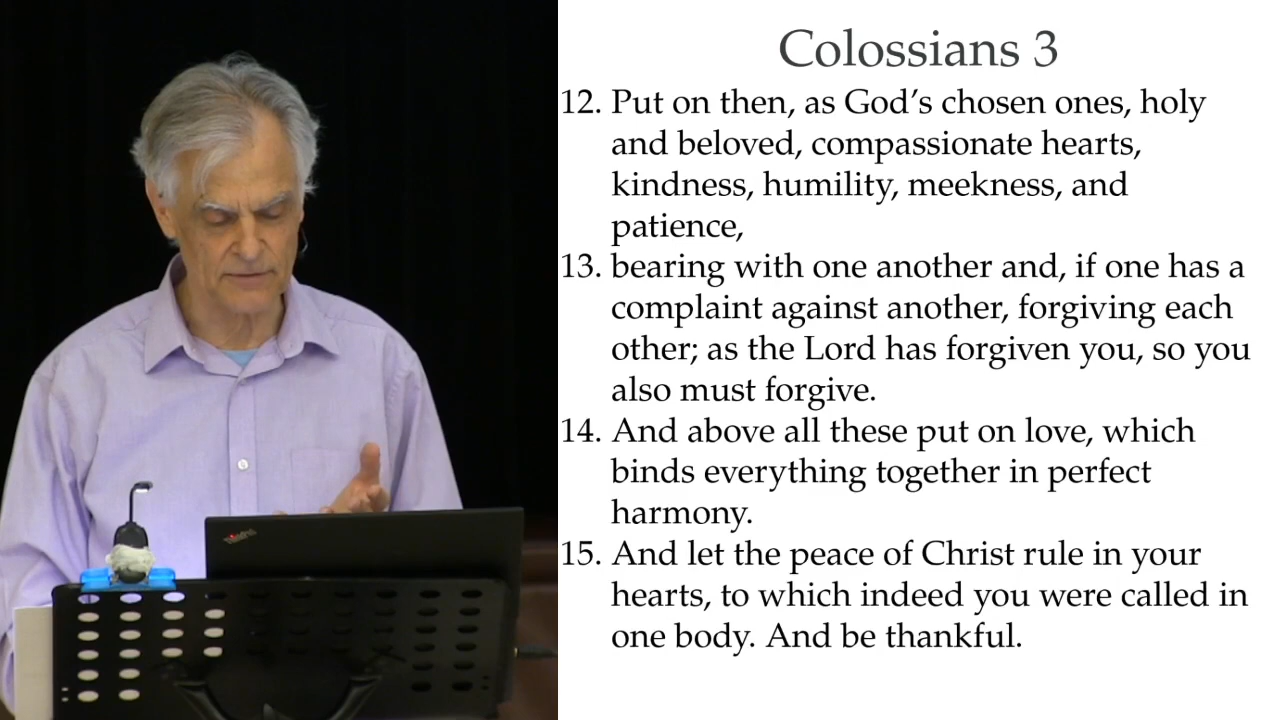 Colossians 3
12. Put on then, as God's chosen ones, holy
and beloved, compassionate hearts,
kindness, humility, meekness, and
patience,
13. bearing with one another and, if one has a
complaint against another, forgiving each
other; as the Lord has forgiven you, so you
also must forgive.
14. And above all these put on love, which
binds everything together in perfect
harmony.
15. And let the peace of Christ rule in your
hearts, to which indeed you were called in
one body. And be thankful.
ThinkPad